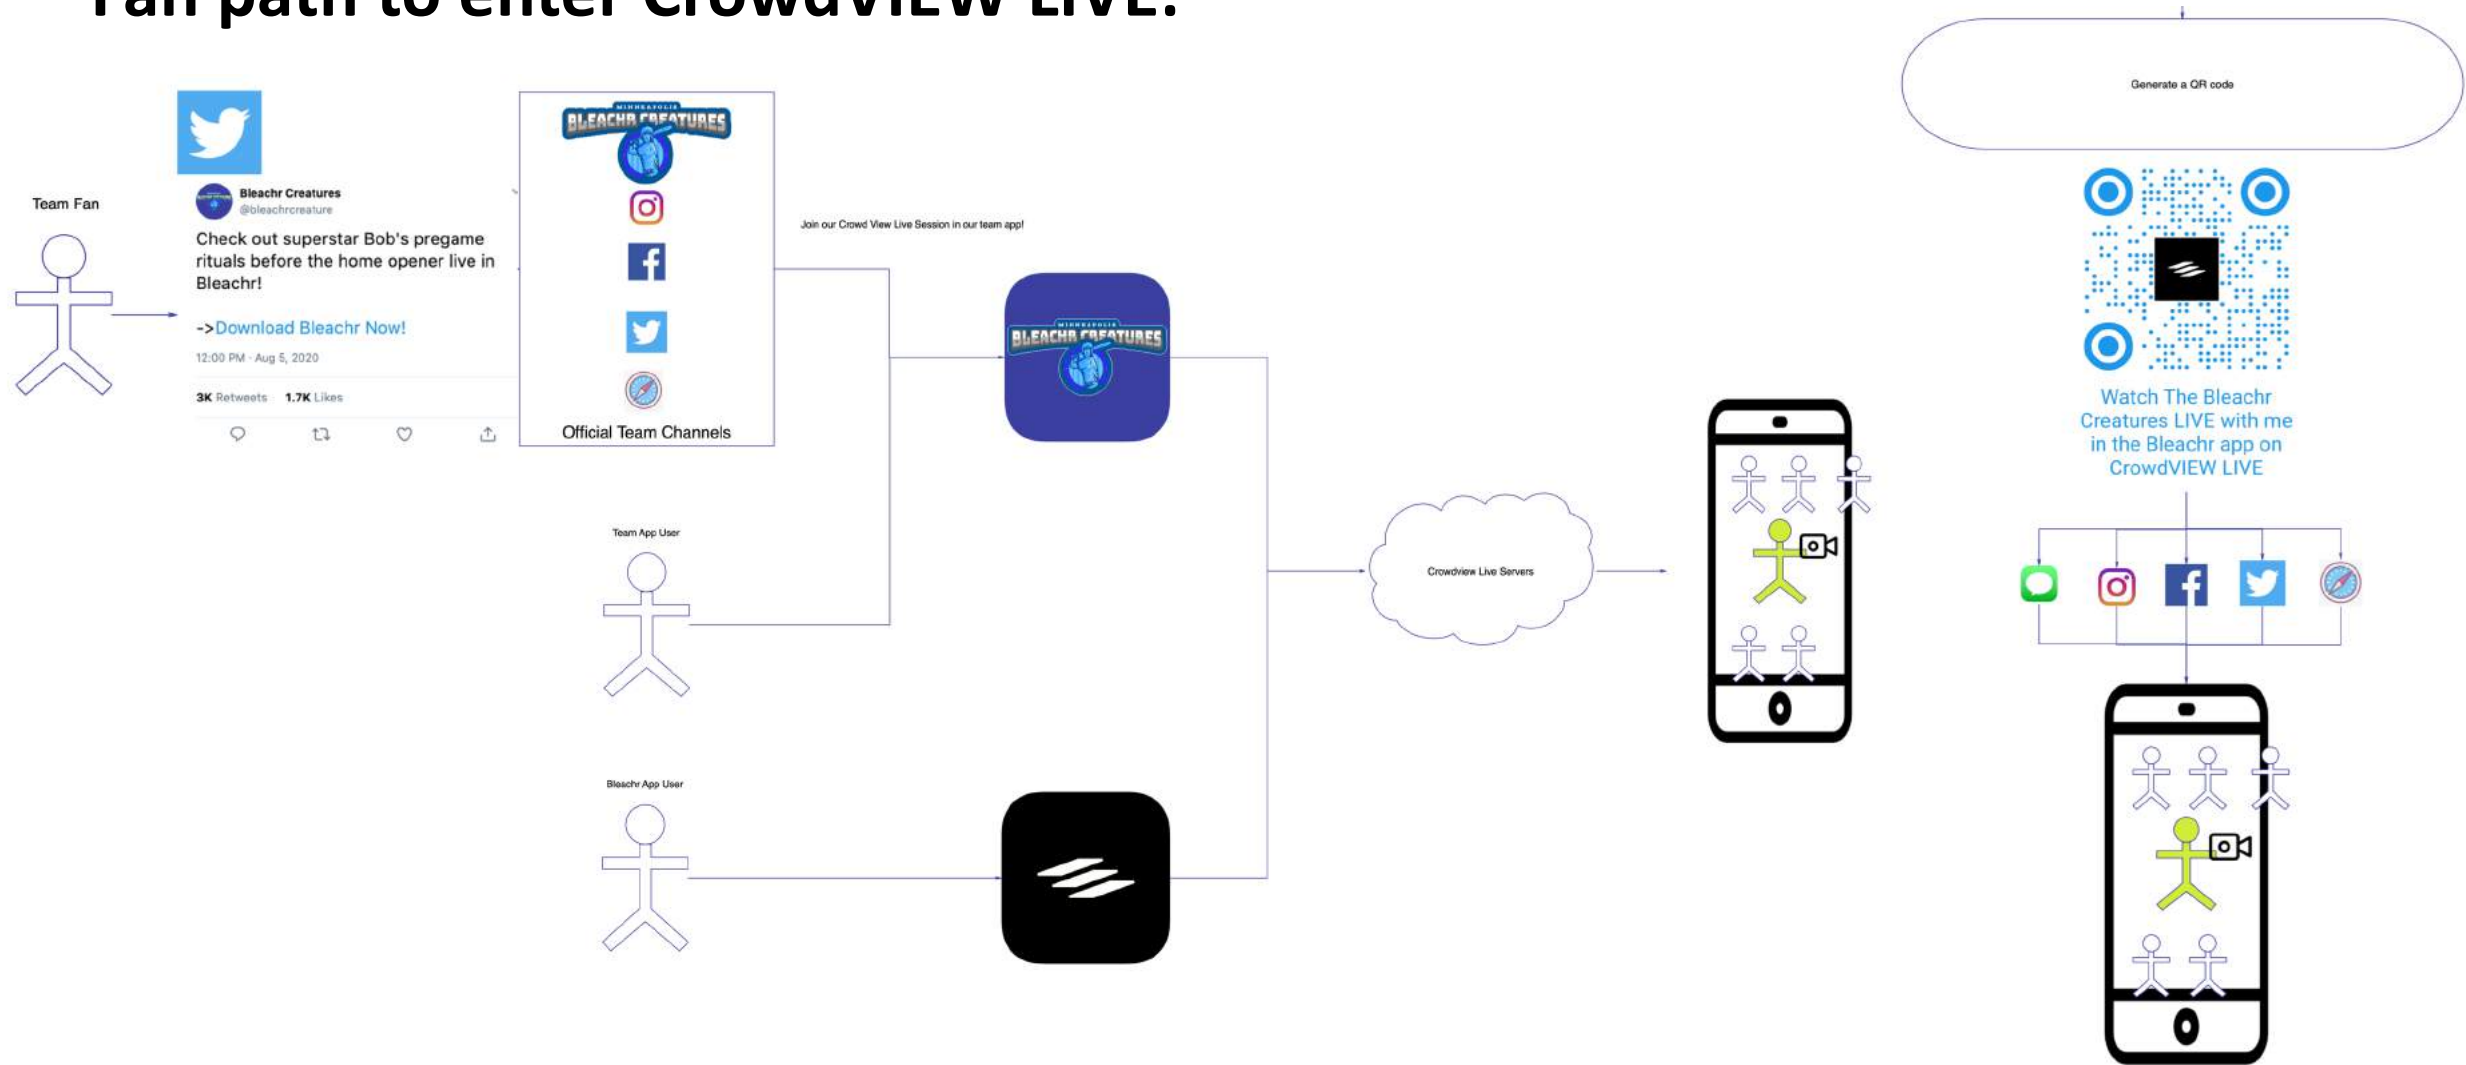 Fan path to enter CrowdVIEW LIVE:
Team Fan
Bleachr Creatures
@bleachrcreature
Check out superstar Bob's pregame
rituals before the home opener live in
Bleachr!
->Download Bleachr Now!
12:00 PM · Aug 5, 2020
3K Retweets 1.7K Likes
MINNEAPOLIS
BLEACHR CREATURES
Official Team Channels
Join our Crowd View Live Session in our team app!
MINNEAPOLIS
BLEACHR CREATURES
Team App User
Bleachr App User
Crowdview Live Servers
Generate a QR code
Watch The Bleachr
Creatures LIVE with me
in the Bleachr app on
CrowdVIEW LIVE